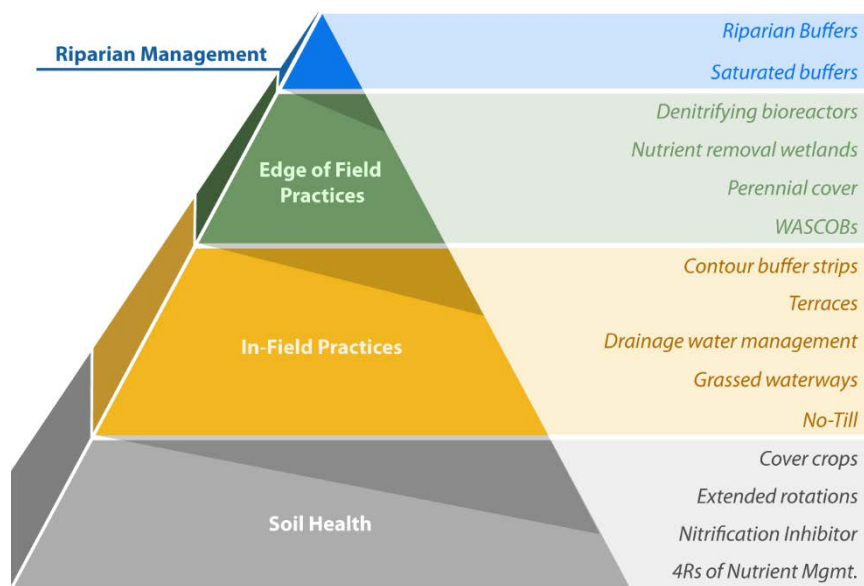 Riparian Management
Riparian Buffers
Saturated buffers
Edge of Field
Practices
Denitrifying bioreactors
Nutrient removal wetlands
Perennial cover
WASCOBs
In-Field Practices
Contour buffer strips
Terraces
Drainage water management
Grassed waterways
No-Till
Soil Health
Cover crops
Extended rotations
Nitrification Inhibitor
4Rs of Nutrient Mgmt.